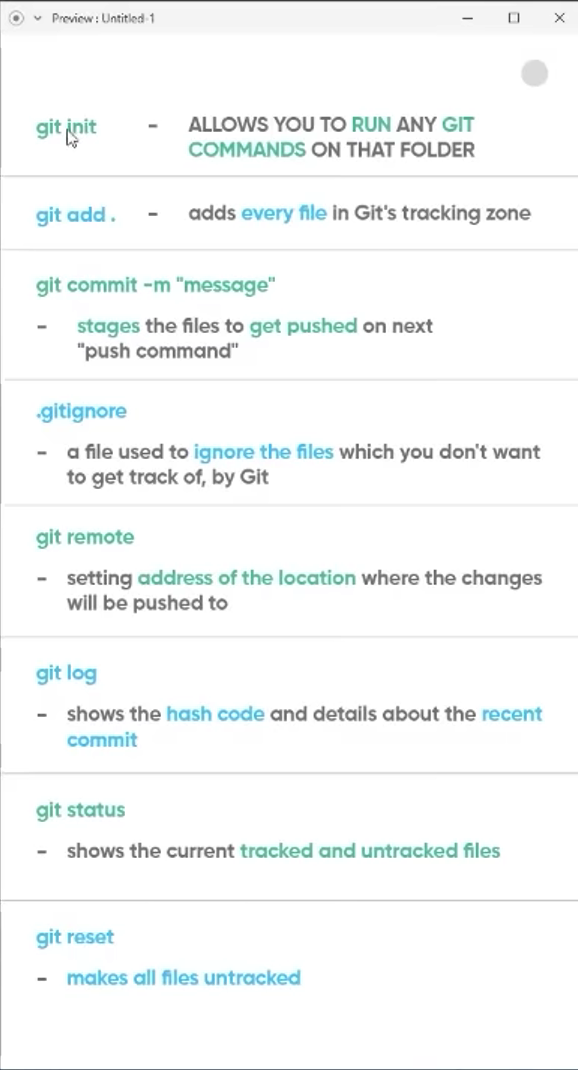 Preview : Untitled-1
git init - ALLOWS YOU TO RUN ANY GIT
COMMANDS ON THAT FOLDER
git add . - adds every file in Git's tracking zone
git commit -m "message"
- stages the files to get pushed on next
"push command"
.gitignore
- a file used to ignore the files which you don't want
to get track of, by Git
git remote
- setting address of the location where the changes
will be pushed to
git log
- shows the hash code and details about the recent
commit
git status
- shows the current tracked and untracked files
git reset
- makes all files untracked